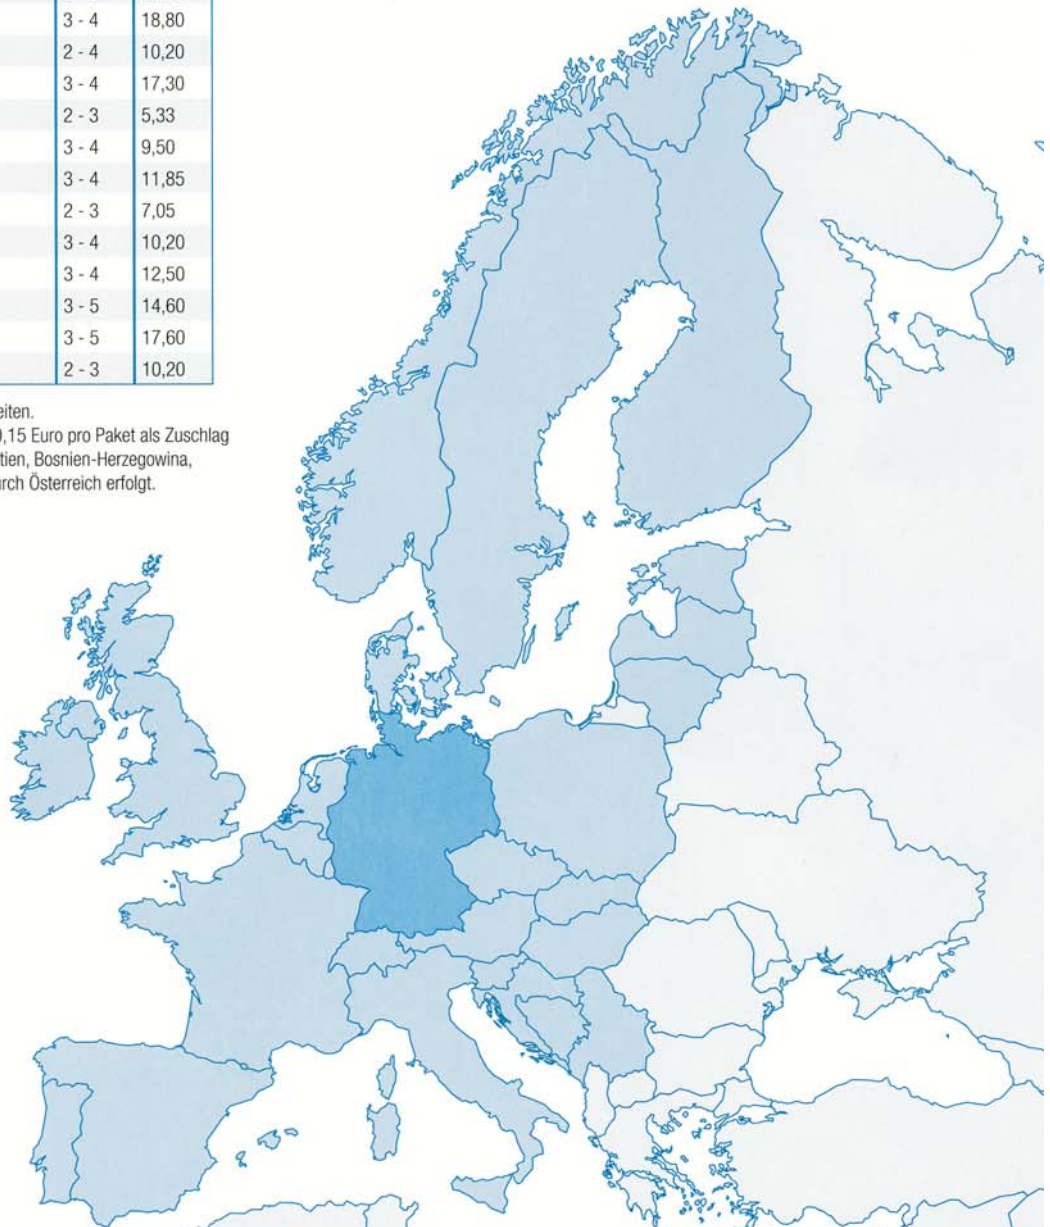 3 - 4 18,80
2 - 4 10,20
3 - 4 17,30
2 - 3 5,33
3 - 4 9,50
3 - 4 11,85
2 - 3 7,05
3 - 4 10,20
3 - 4 12,50
3 - 5 14,60
3 - 5 17,60
2 - 3 10,20
eiten.
,15 Euro pro Paket als Zuschlag
tien, Bosnien-Herzegowina,
urch Österreich erfolgt.